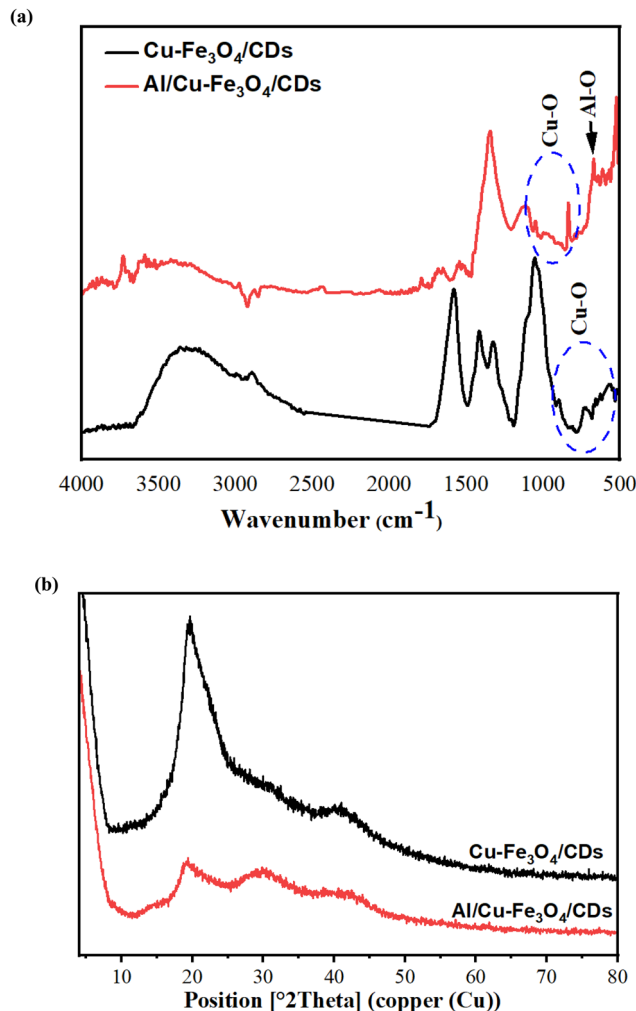 (a)
Cu-Fe₃O₄/CDs
Al/Cu-Fe₃O₄/CDs
Cu-O
Al-O
Cu-O
4000 3500 3000 2500 2000 1500 1000 500
Wavenumber (cm⁻¹)
(b)
Cu-Fe₃O₄/CDs
Al/Cu-Fe₃O₄/CDs
10 20 30 40 50 60 70 80
Position [°2Theta] (copper (Cu)